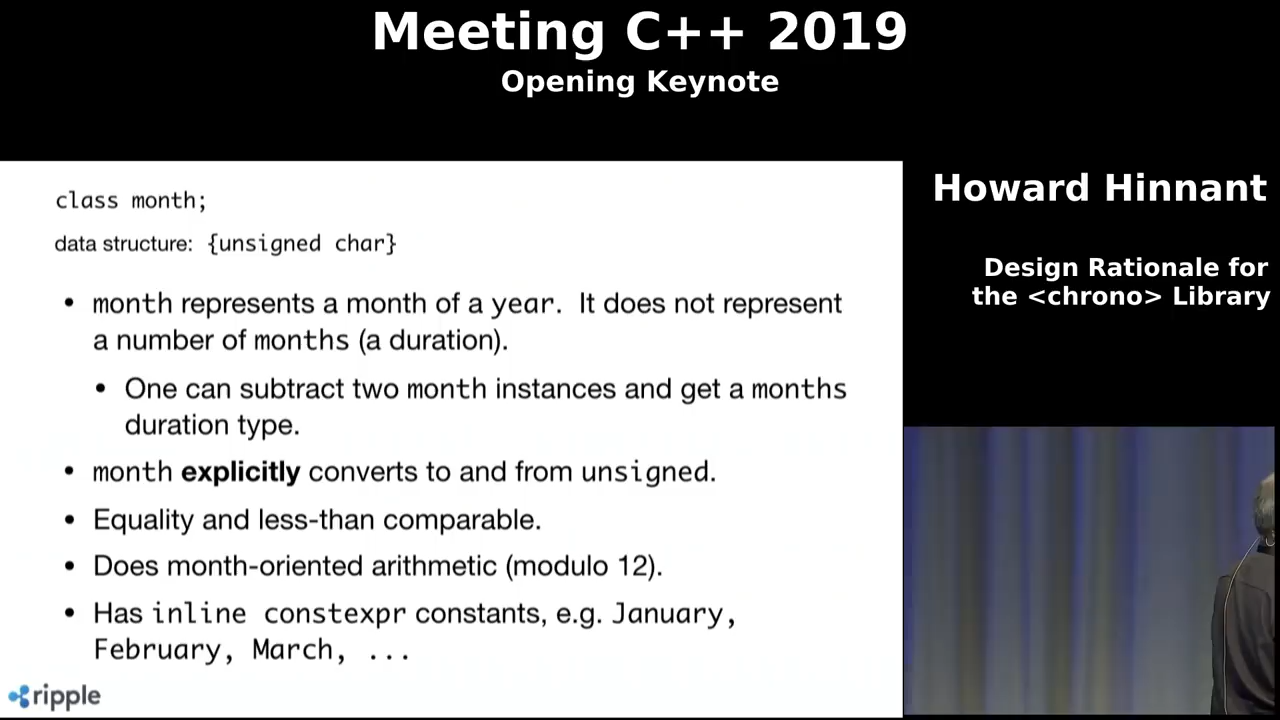 Meeting C++ 2019
Opening Keynote
class month;
data structure: {unsigned char}
• month represents a month of a year. It does not represent
a number of months (a duration).
• One can subtract two month instances and get a months
duration type.
• month explicitly converts to and from unsigned.
• Equality and less-than comparable.
• Does month-oriented arithmetic (modulo 12).
• Has inline constexpr constants, e.g. January,
February, March, ...
ripple
Howard Hinnant
Design Rationale for
the <chrono> Library